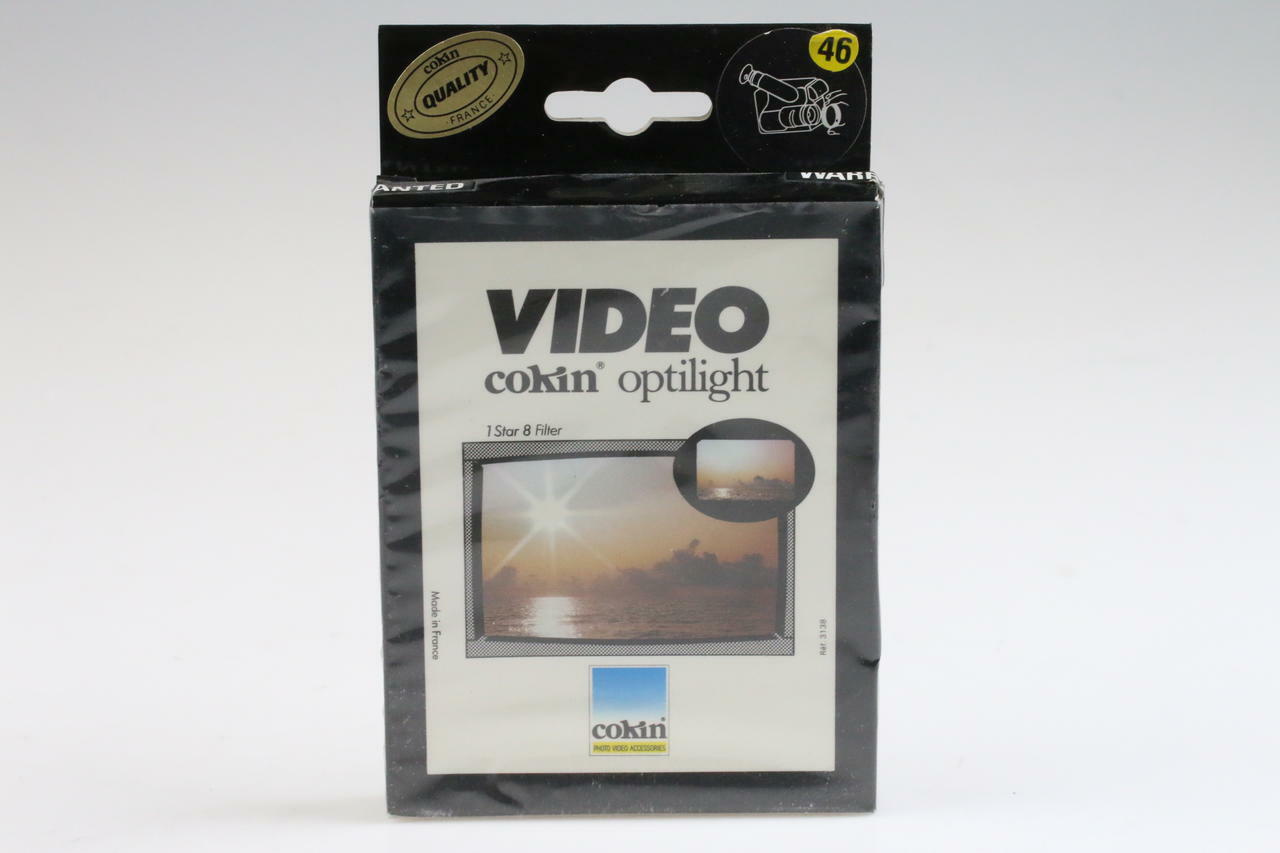 cokin
QUALITY
·FRANCE·
46
ANTED
WARR
VIDEO
cokin® optilight
1 Star 8 Filter
Made in France
Réf. 3138
cokin®
PHOTO VIDEO ACCESSORIES